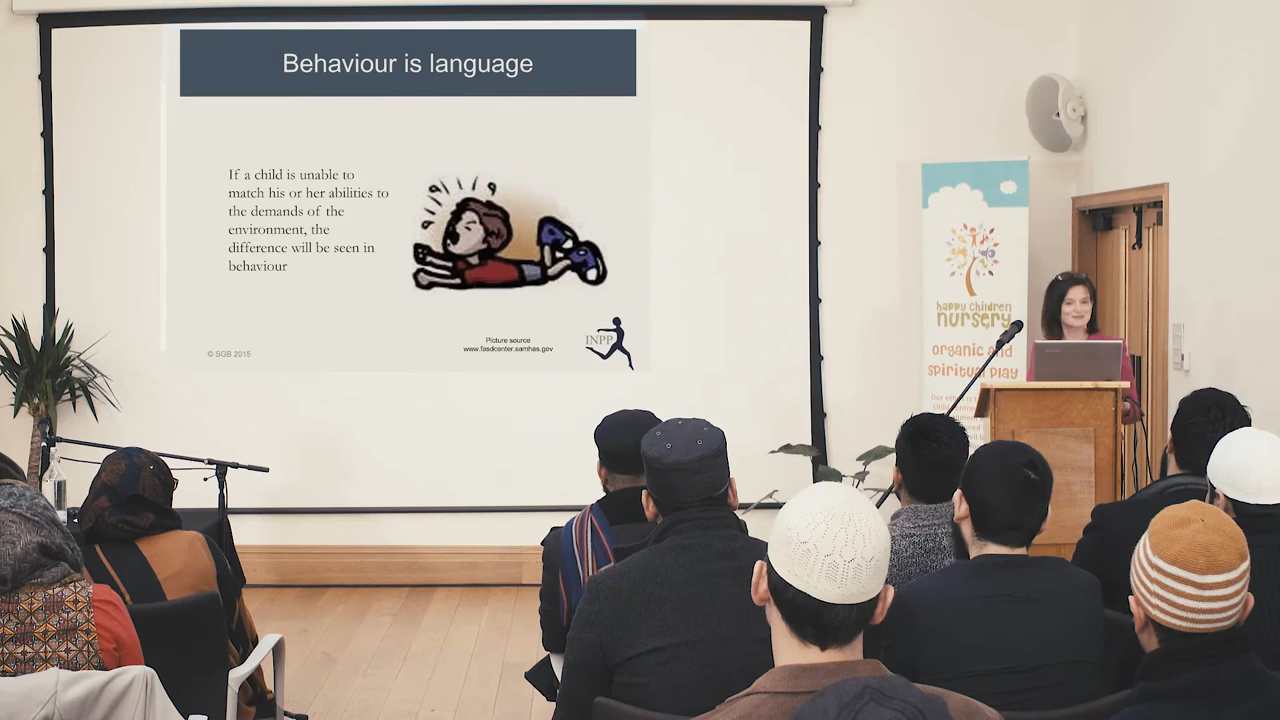 Behaviour is language
If a child is unable to
match his or her abilities to
the demands of the
environment, the
difference will be seen in
behaviour
Picture source
www.fasdcenter.samhas.gov
© SGB 2015
INPP
happy children
nursery
organic and
spiritual play